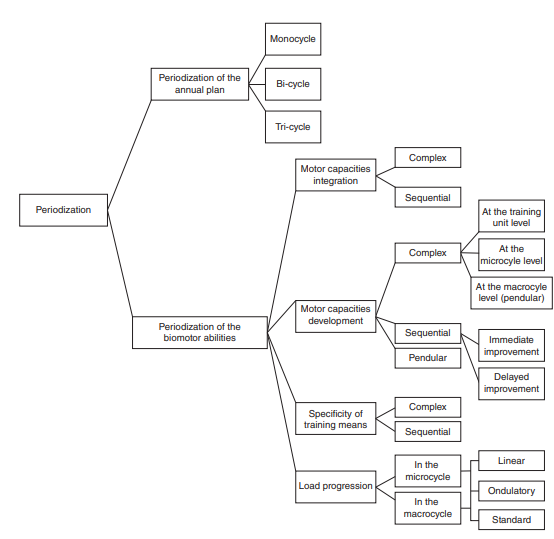 Monocycle
Periodization of the
annual plan
Bi-cycle
Tri-cycle
Motor capacities
integration
Complex
Sequential
Periodization
At the training
unit level
Complex
At the
microcyle level
At the macrocyle
level (pendular)
Motor capacities
development
Periodization of the
biomotor abilities
Sequential
Immediate
improvement
Pendular
Delayed
improvement
Specificity of
training means
Complex
Sequential
Load progression
In the
microcycle
Linear
Ondulatory
In the
macrocycle
Standard